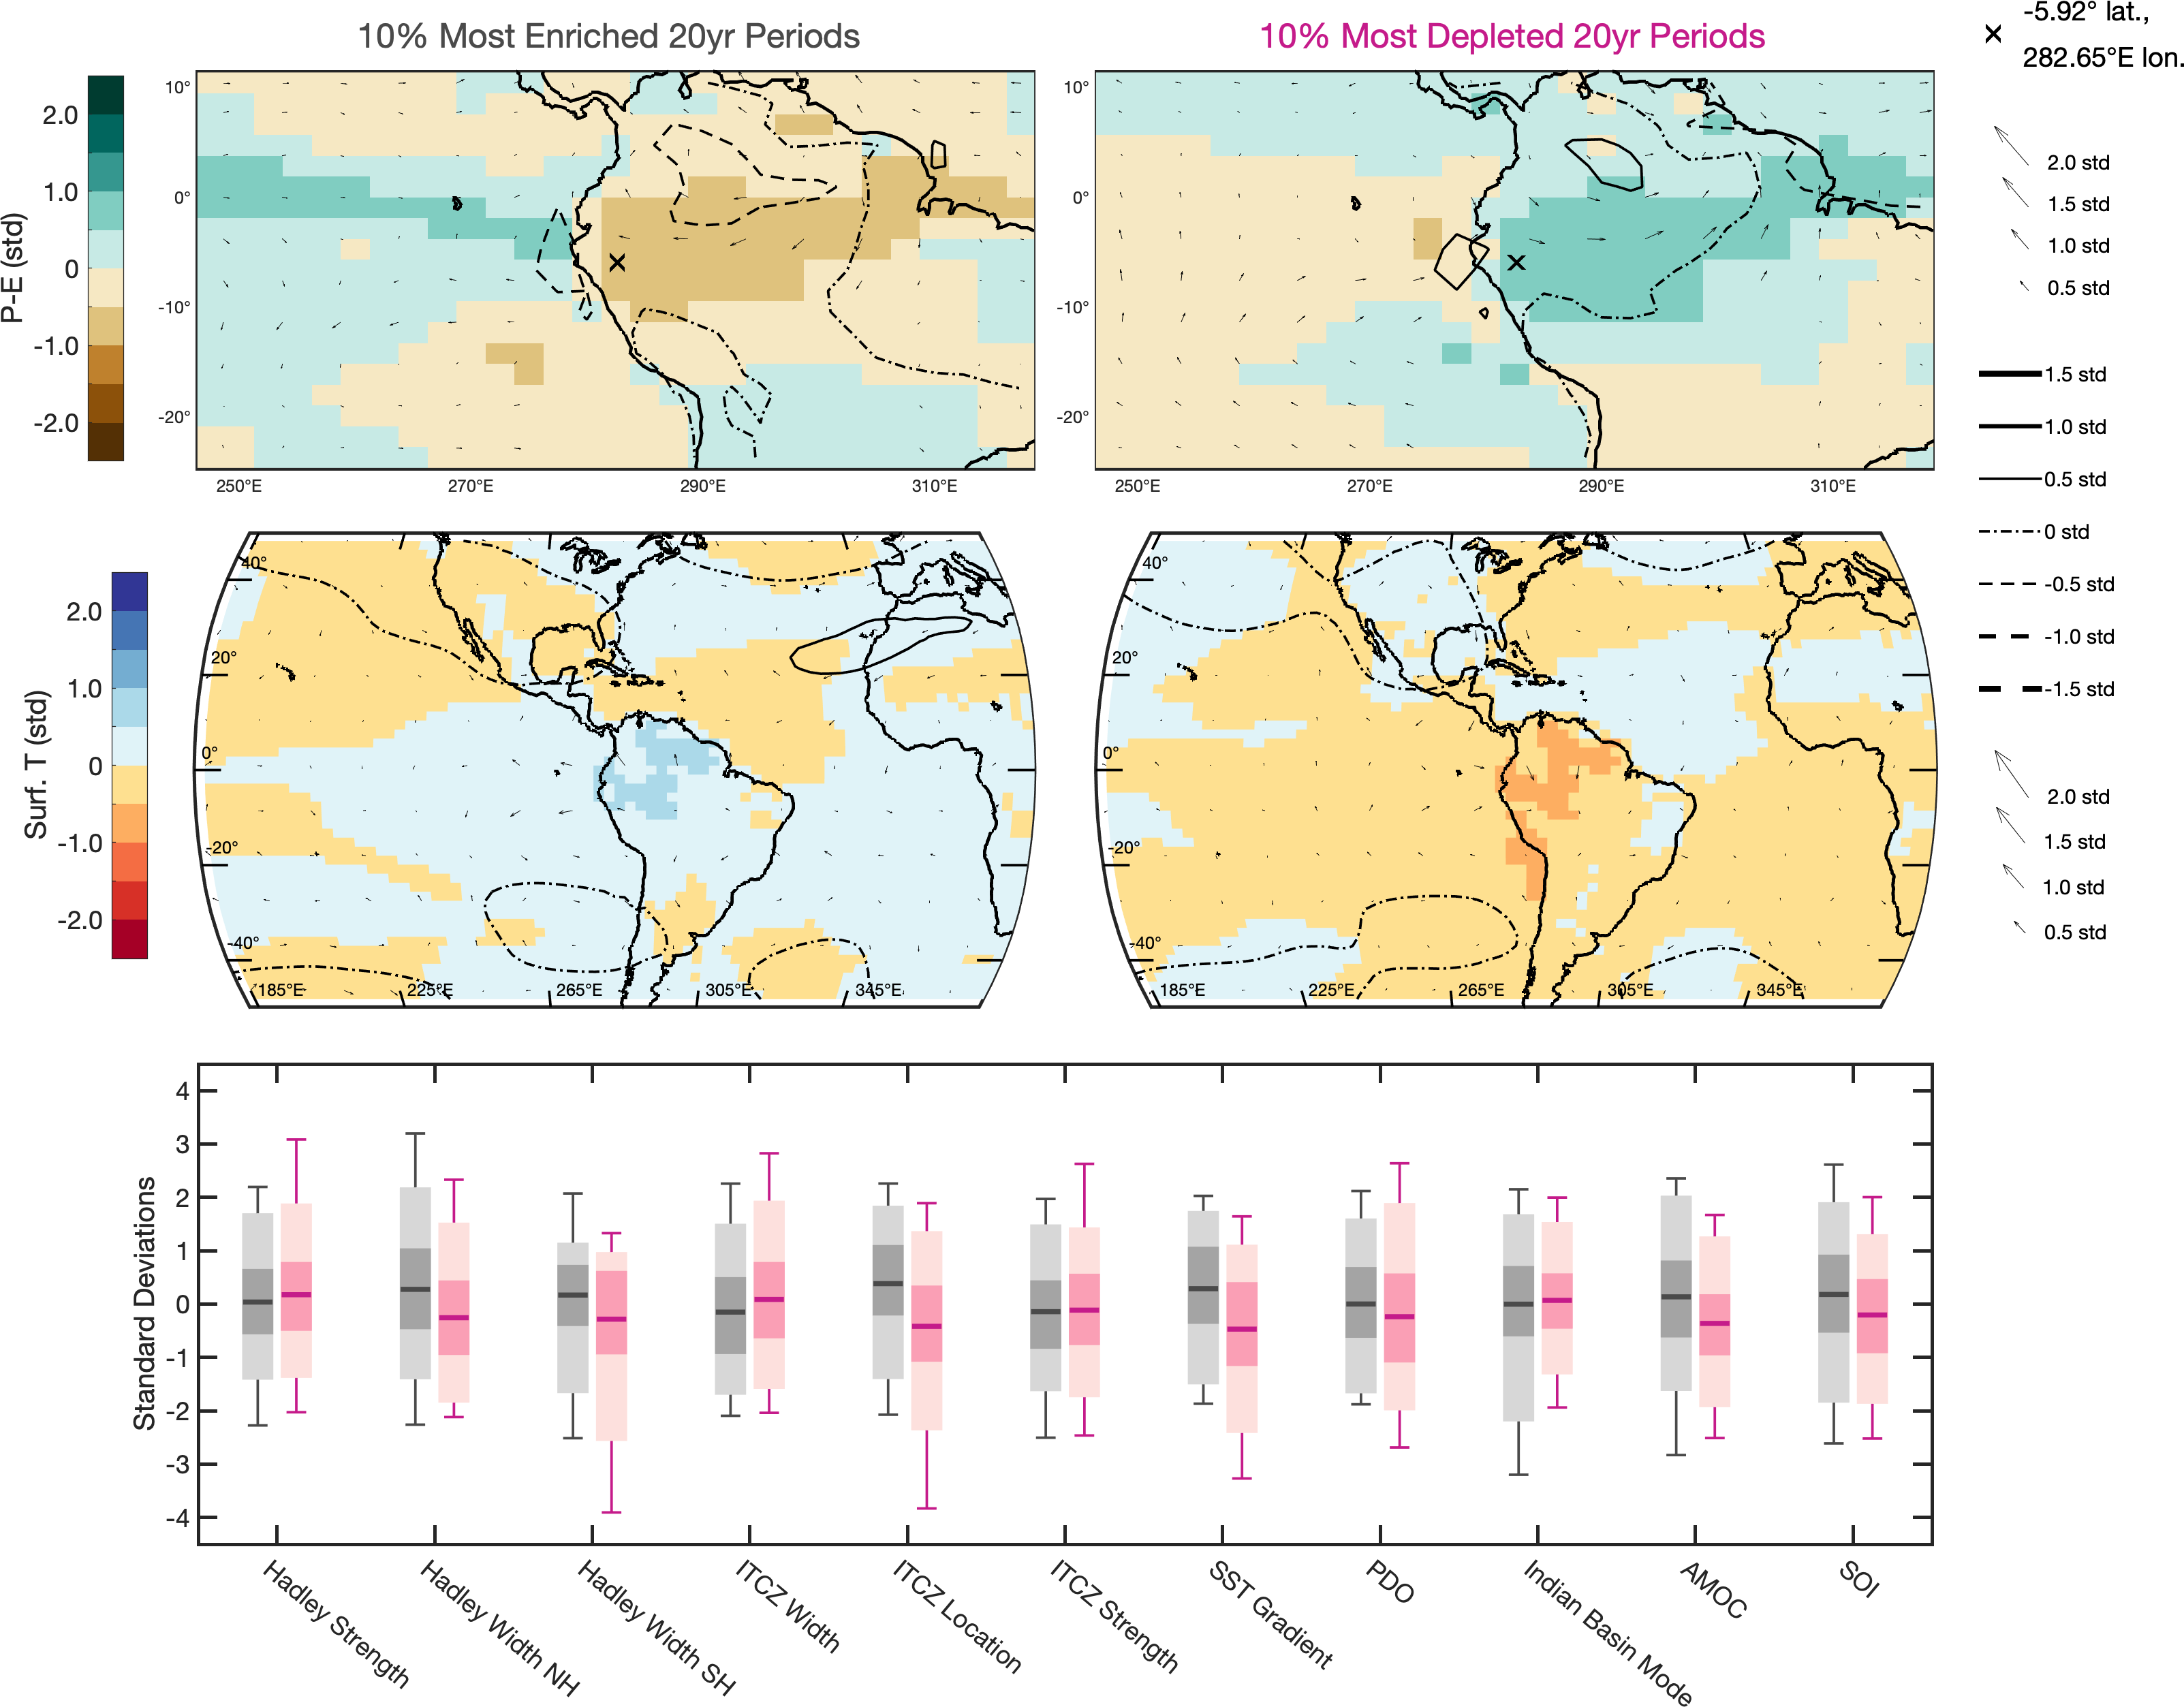 10% Most Enriched 20yr Periods
10% Most Depleted 20yr Periods
-5.92° lat.,
282.65°E lon.
P-E (std)
2.0
1.0
0
-1.0
-2.0
10°
0°
-10°
-20°
250°E 270°E 290°E 310°E
10°
0°
-10°
-20°
250°E 270°E 290°E 310°E
2.0 std
1.5 std
1.0 std
0.5 std
1.5 std
1.0 std
0.5 std
0 std
-0.5 std
-1.0 std
-1.5 std
Surf. T (std)
2.0
1.0
0
-1.0
-2.0
40°
20°
0°
-20°
-40°
185°E 225°E 265°E 305°E 345°E
40°
20°
0°
-20°
-40°
185°E 225°E 265°E 305°E 345°E
2.0 std
1.5 std
1.0 std
0.5 std
Standard Deviations
4
3
2
1
0
-1
-2
-3
-4
Hadley Strength
Hadley Width NH
Hadley Width SH
ITCZ Width
ITCZ Location
ITCZ Strength
SST Gradient
PDO
Indian Basin Mode
AMOC
SOI